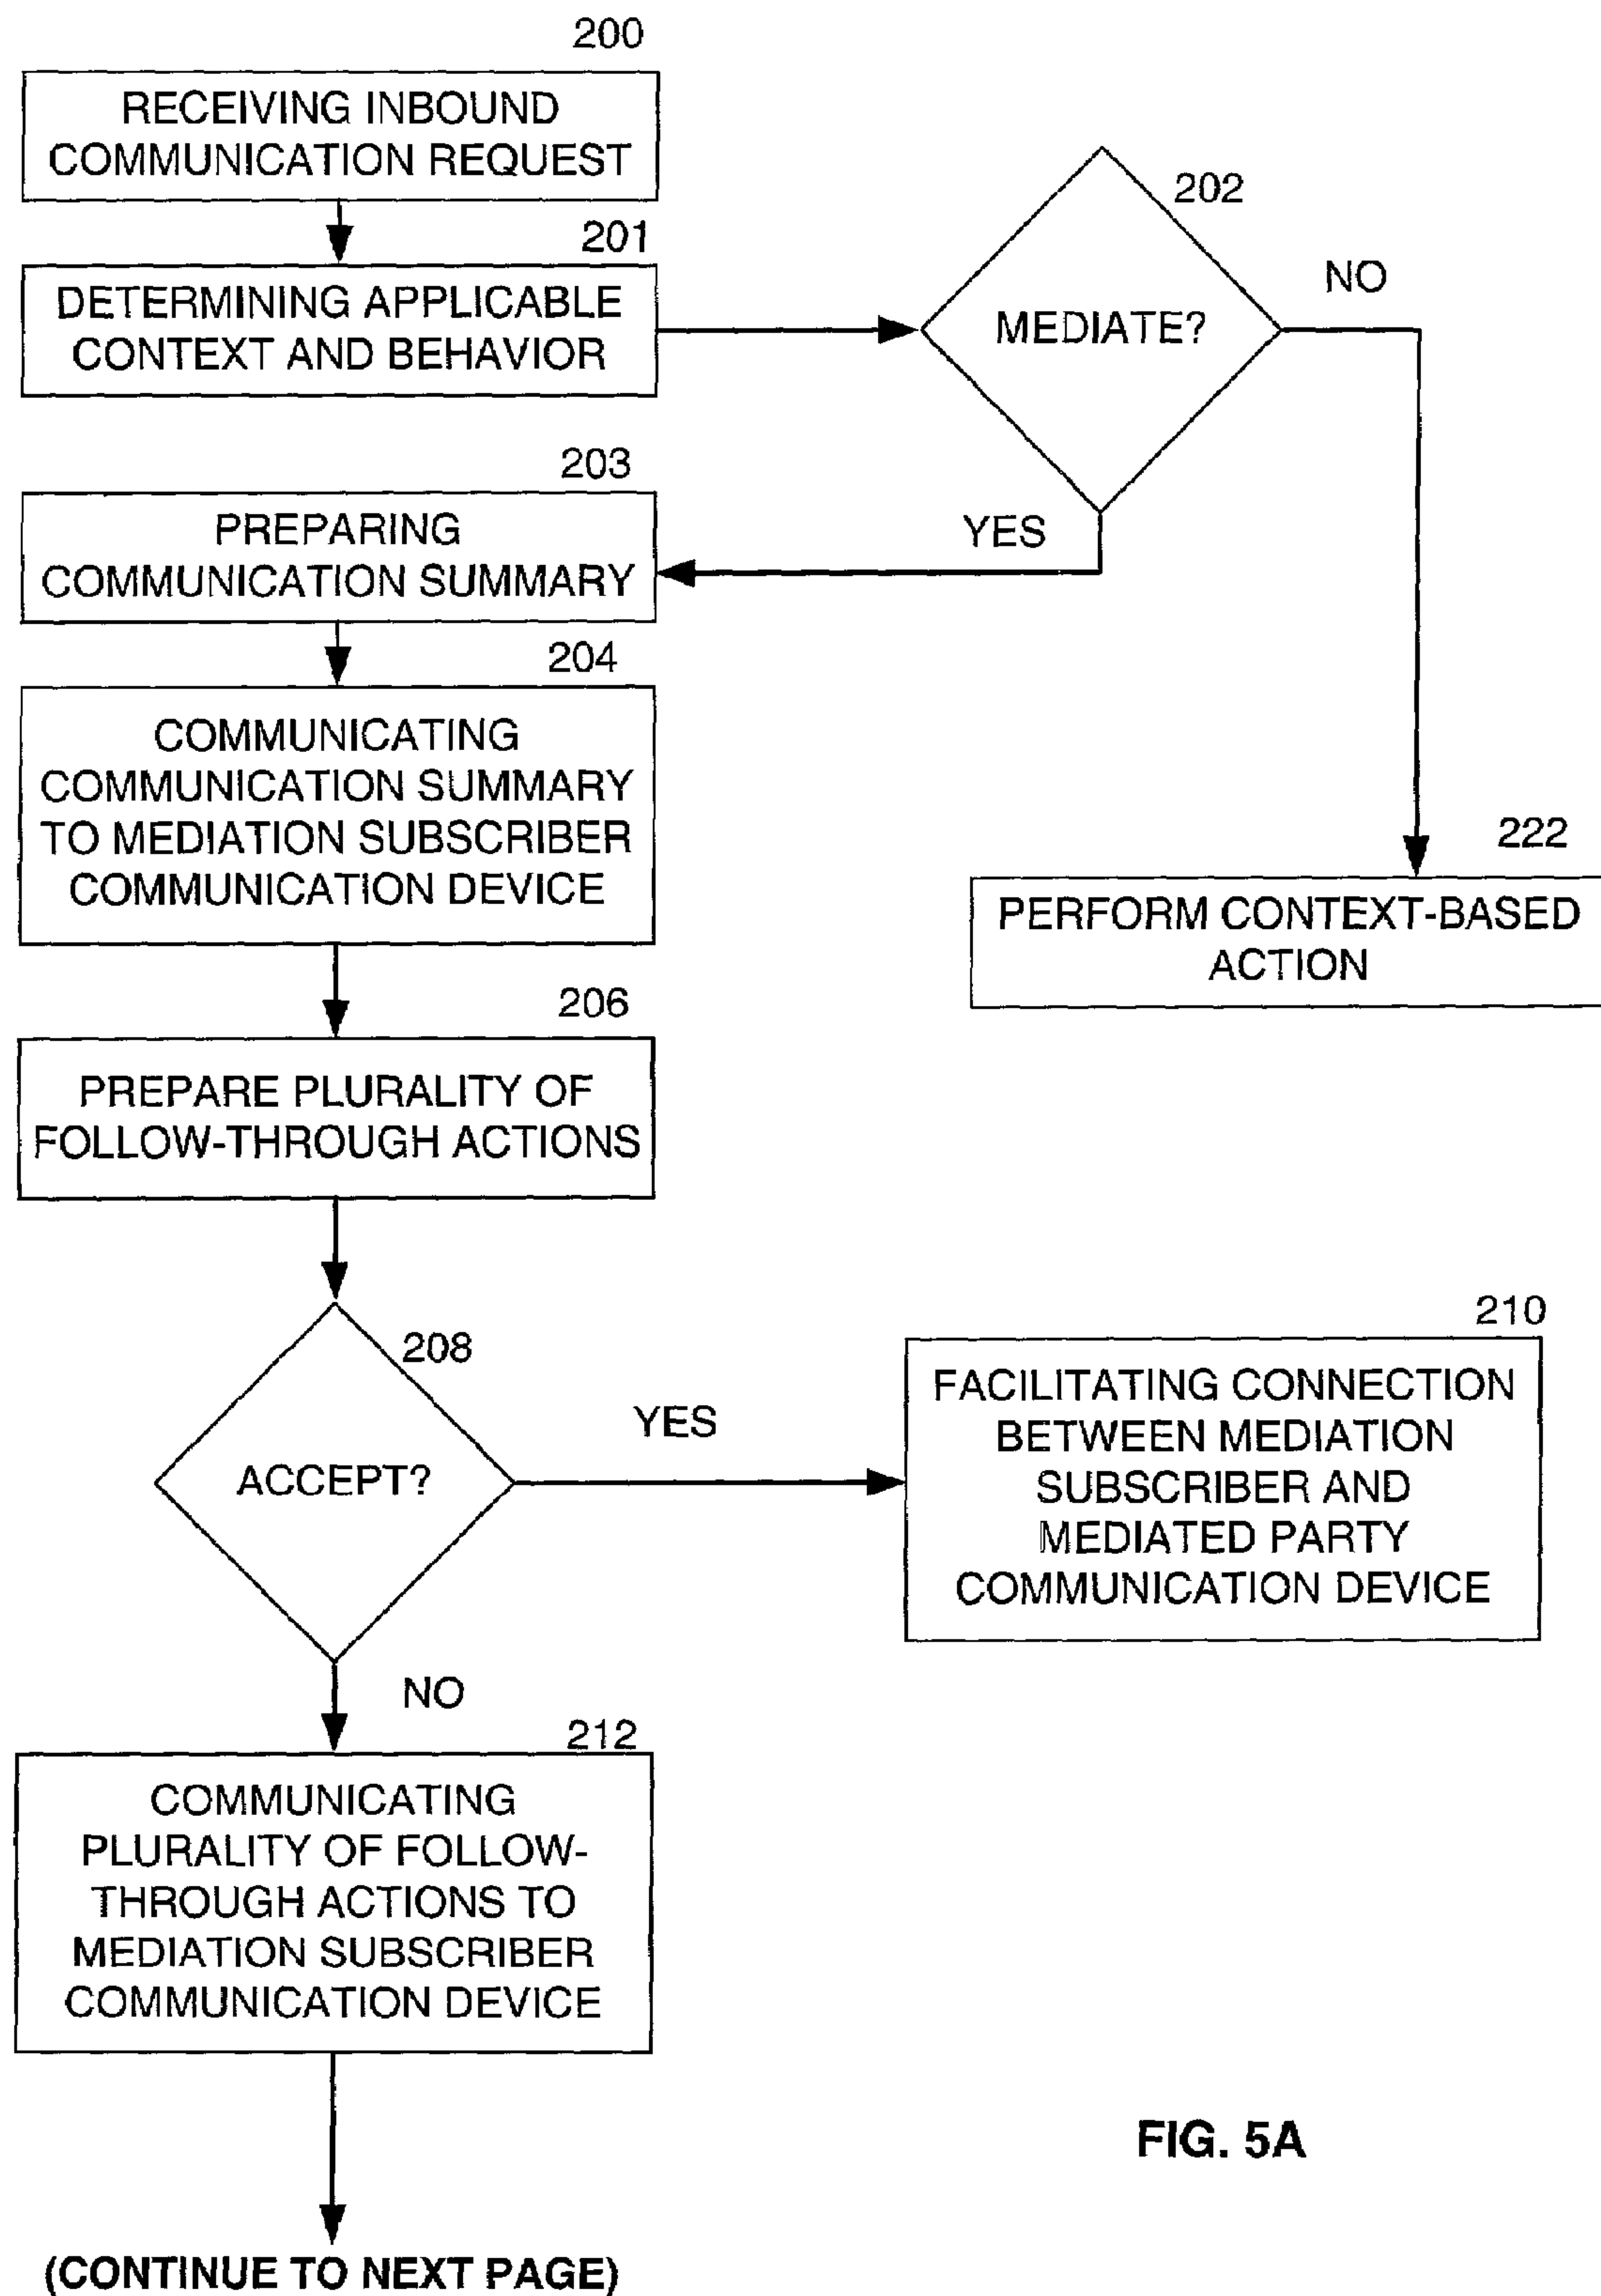 200
RECEIVING INBOUND
COMMUNICATION REQUEST
201
DETERMINING APPLICABLE
CONTEXT AND BEHAVIOR
202
MEDIATE?
NO
YES
203
PREPARING
COMMUNICATION SUMMARY
204
COMMUNICATING
COMMUNICATION SUMMARY
TO MEDIATION SUBSCRIBER
COMMUNICATION DEVICE
222
PERFORM CONTEXT-BASED
ACTION
206
PREPARE PLURALITY OF
FOLLOW-THROUGH ACTIONS
208
ACCEPT?
YES
210
FACILITATING CONNECTION
BETWEEN MEDIATION
SUBSCRIBER AND
MEDIATED PARTY
COMMUNICATION DEVICE
NO
212
COMMUNICATING
PLURALITY OF FOLLOW-
THROUGH ACTIONS TO
MEDIATION SUBSCRIBER
COMMUNICATION DEVICE
FIG. 5A
(CONTINUE TO NEXT PAGE)